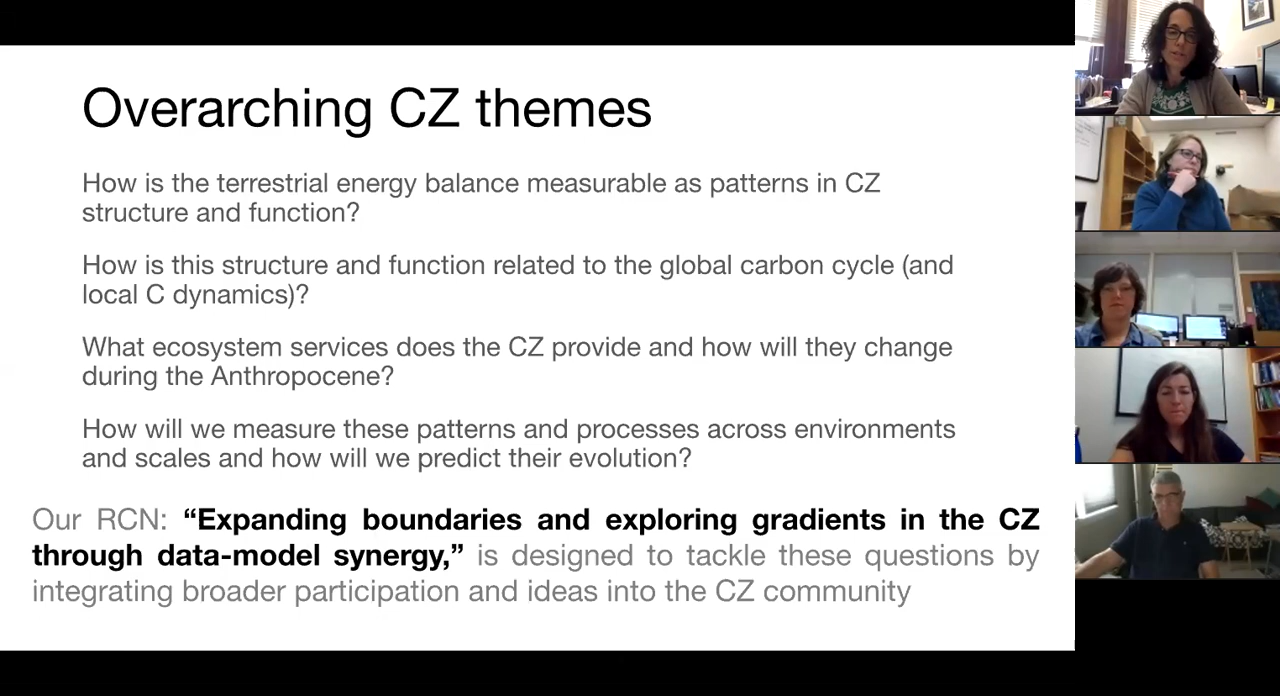 Overarching CZ themes
How is the terrestrial energy balance measurable as patterns in CZ
structure and function?
How is this structure and function related to the global carbon cycle (and
local C dynamics)?
What ecosystem services does the CZ provide and how will they change
during the Anthropocene?
How will we measure these patterns and processes across environments
and scales and how will we predict their evolution?
Our RCN: “Expanding boundaries and exploring gradients in the CZ
through data-model synergy,” is designed to tackle these questions by
integrating broader participation and ideas into the CZ community